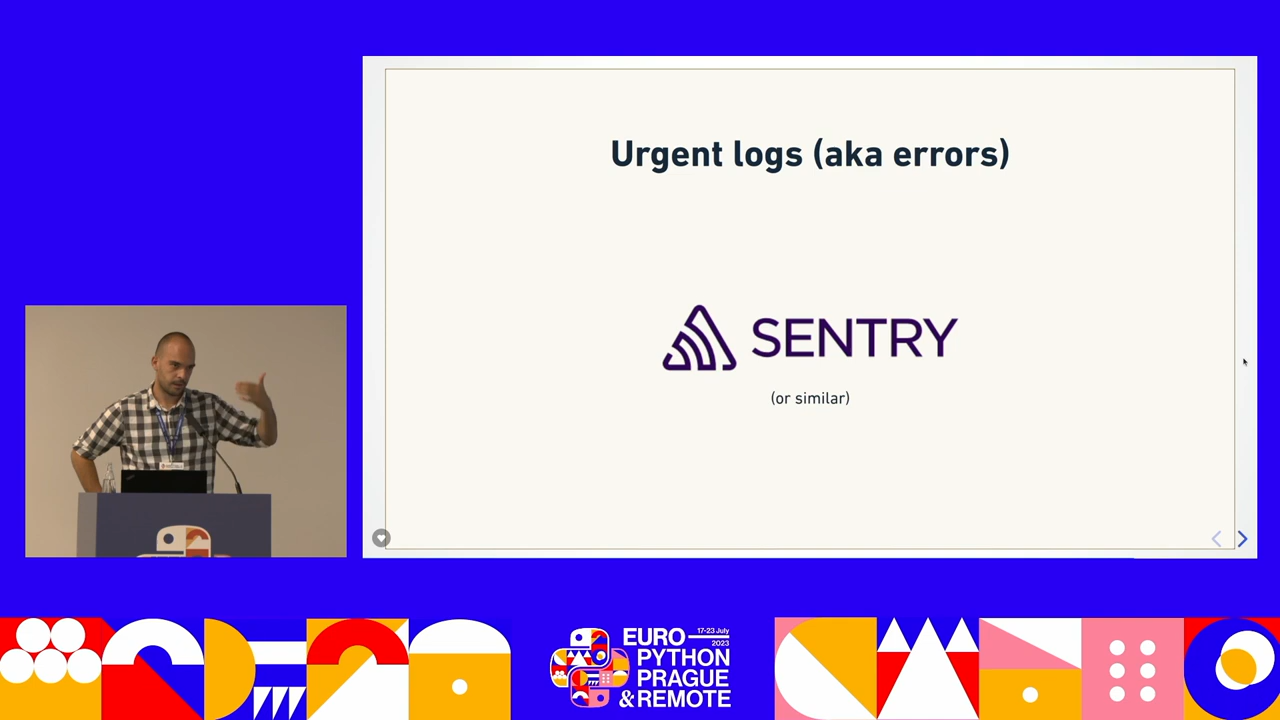 Urgent logs (aka errors)
SENTRY
(or similar)
EURO
17-23 July
2023
PYTHON
PRAGUE
& REMOTE